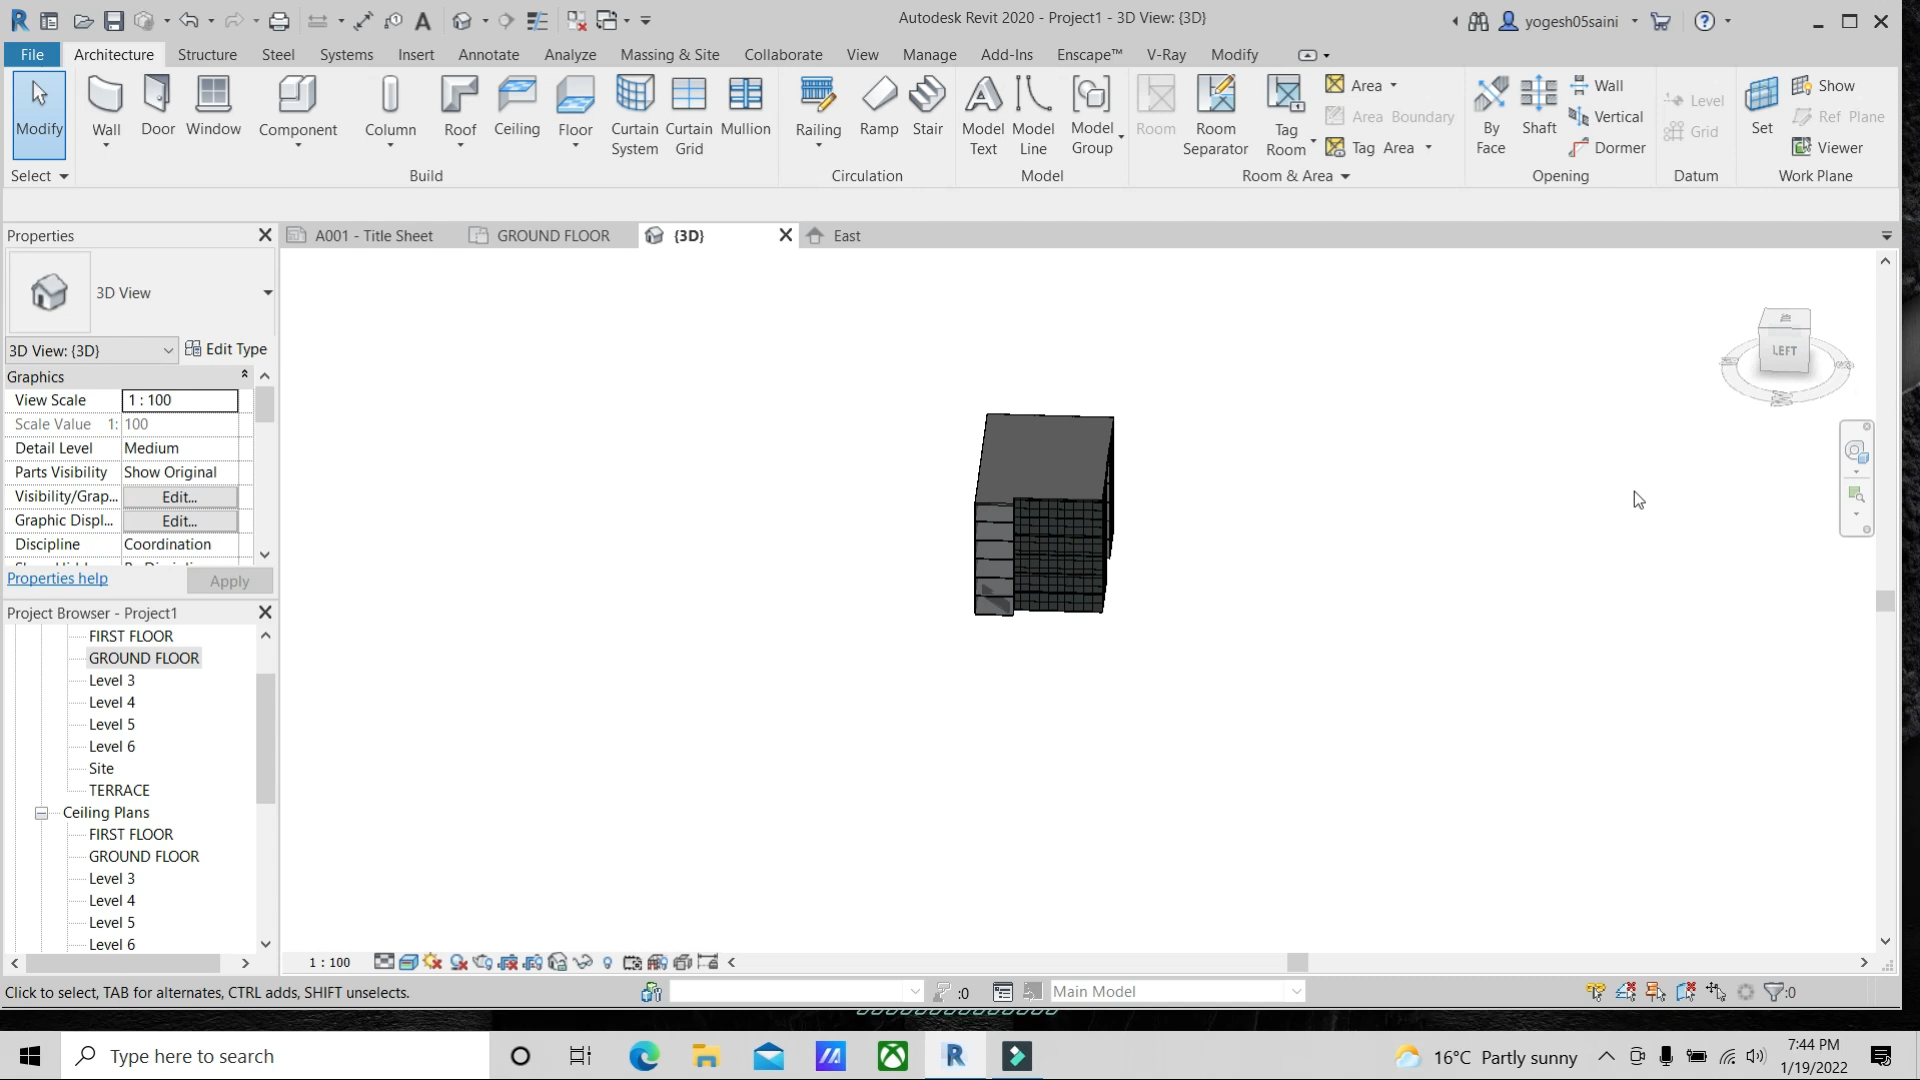 Autodesk Revit 2020 - Project1 - 3D View: {3D}
yogesh05saini
File Architecture Structure Steel Systems Insert Annotate Analyze Massing & Site Collaborate View Manage Add-Ins Enscape™ V-Ray Modify
Modify Wall Door Window Component Column Roof Ceiling Floor Curtain System Curtain Grid Mullion Railing Ramp Stair Model Text Model Line Model Group Room Room Separator Tag Room
Area
Area Boundary
Tag Area
By Face Shaft
Wall
Vertical
Dormer
Level
Grid
Set
Show
Ref Plane
Viewer
Select Build Circulation Model Room & Area Opening Datum Work Plane
Properties
A001 - Title Sheet GROUND FLOOR {3D} East
3D View
3D View: {3D} Edit Type
Graphics
View Scale 1 : 100
Scale Value 1: 100
Detail Level Medium
Parts Visibility Show Original
Visibility/Grap... Edit...
Graphic Displ... Edit...
Discipline Coordination
Properties help Apply
LEFT
Project Browser - Project1
FIRST FLOOR
GROUND FLOOR
Level 3
Level 4
Level 5
Level 6
Site
TERRACE
Ceiling Plans
FIRST FLOOR
GROUND FLOOR
Level 3
Level 4
Level 5
Level 6
1 : 100
Click to select, TAB for alternates, CTRL adds, SHIFT unselects.
:0
Main Model
:0
Type here to search
16°C Partly sunny
7:44 PM
1/19/2022